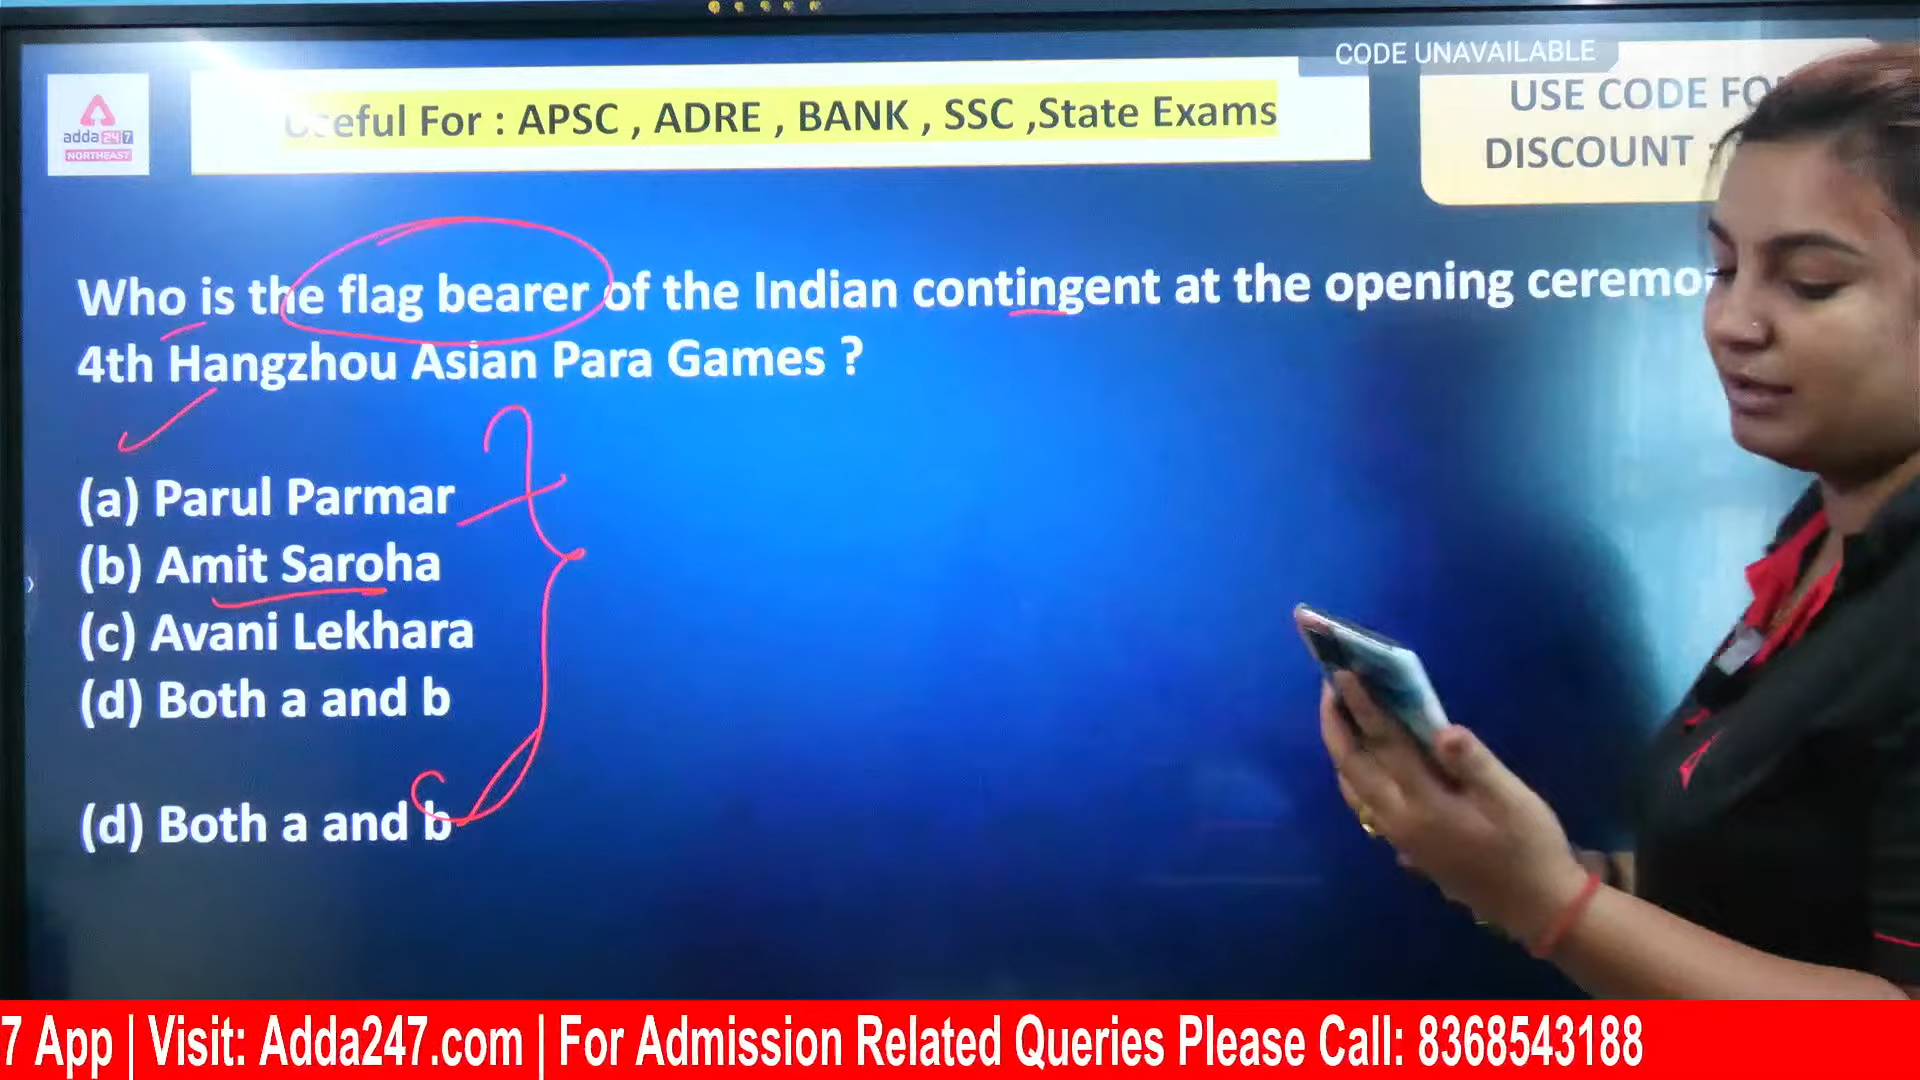 CODE UNAVAILABLE
adda247
NORTHEAST
Useful For : APSC , ADRE , BANK , SSC ,State Exams
USE CODE FO
DISCOUNT :
Who is the flag bearer of the Indian contingent at the opening ceremo
4th Hangzhou Asian Para Games ?
(a) Parul Parmar
(b) Amit Saroha
(c) Avani Lekhara
(d) Both a and b
(d) Both a and b
7 App | Visit: Adda247.com | For Admission Related Queries Please Call: 8368543188